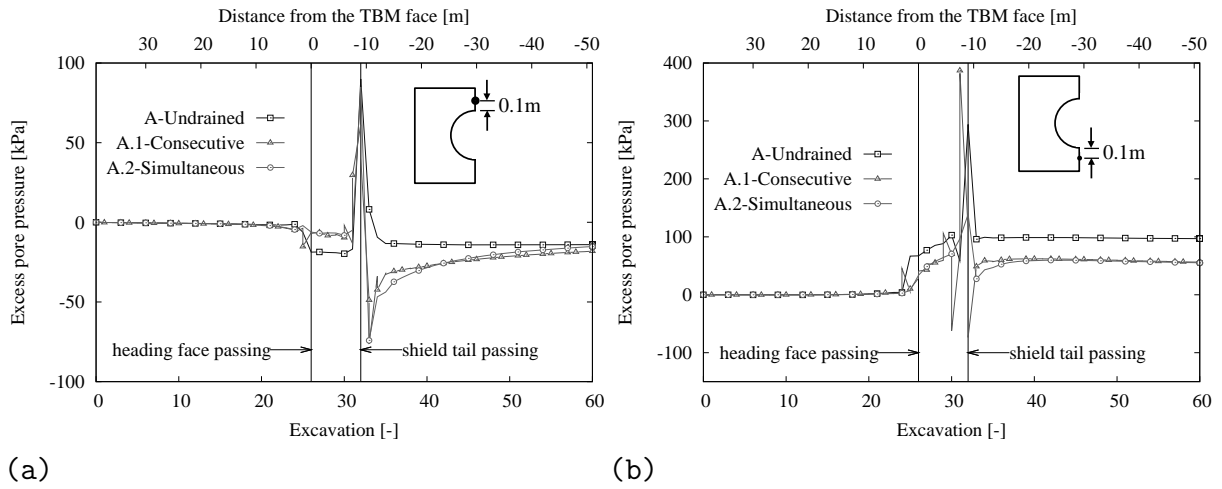 Distance from the TBM face [m]
30 20 10 0 -10 -20 -30 -40 -50
100
50
0
-50
-100
Excess pore pressure [kPa]
A-Undrained
A.1-Consecutive
A.2-Simultaneous
0.1m
heading face passing
shield tail passing
0 10 20 30 40 50 60
Excavation [-]
(a)
Distance from the TBM face [m]
30 20 10 0 -10 -20 -30 -40 -50
400
300
200
100
0
-100
Excess pore pressure [kPa]
A-Undrained
A.1-Consecutive
A.2-Simultaneous
0.1m
heading face passing
shield tail passing
0 10 20 30 40 50 60
Excavation [-]
(b)